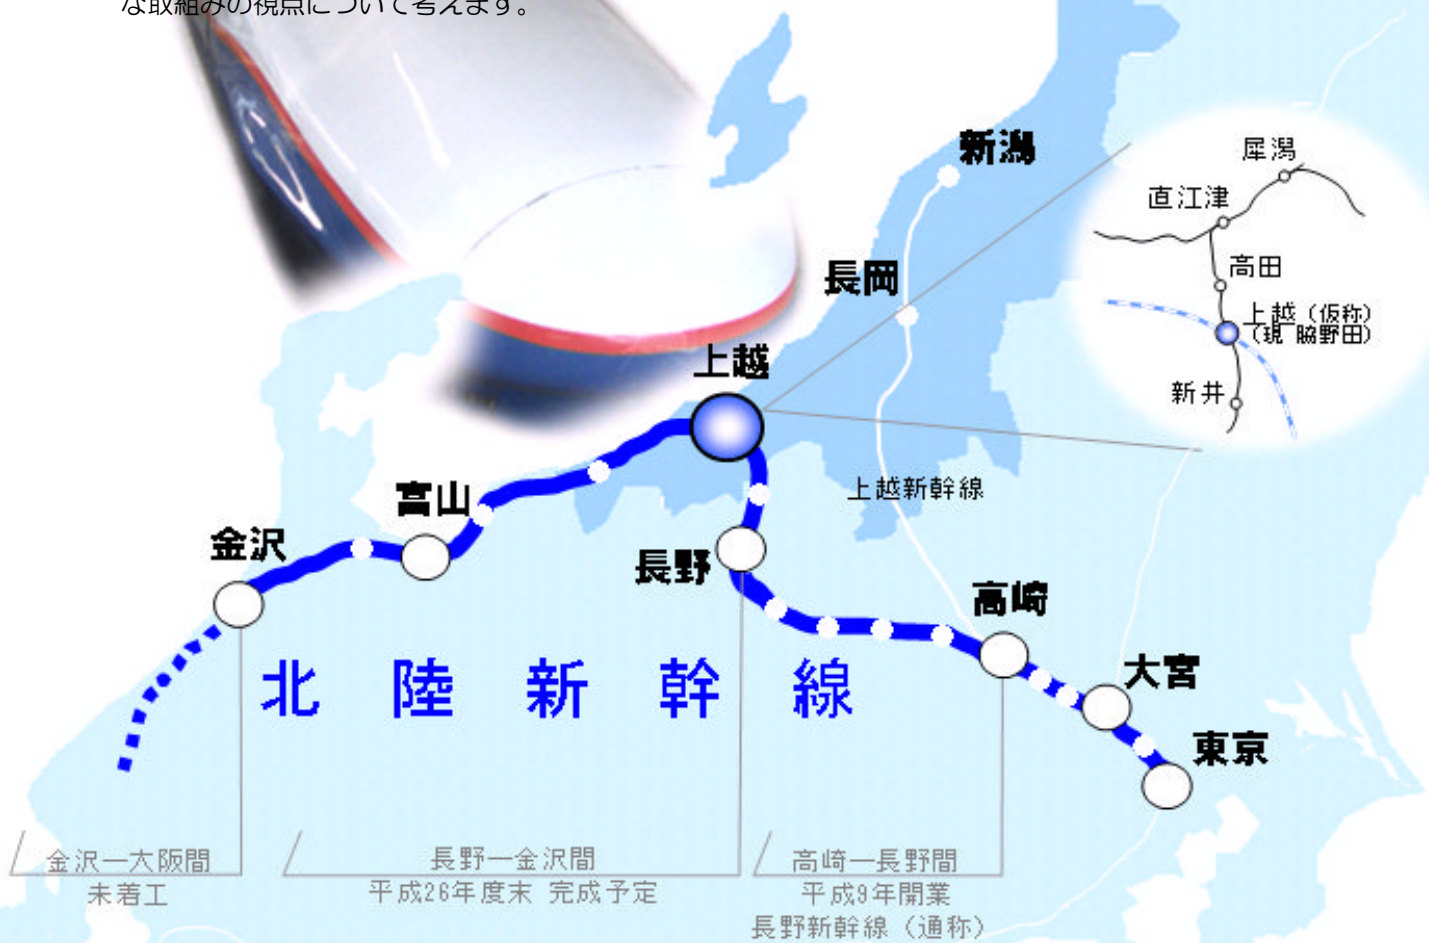 な取組みの視点について考えます。
新潟
犀潟
直江津
長岡
高田
上越（仮称）
（現 脇野田）
上越
新井
上越新幹線
富山
金沢
長野
高崎
北陸新幹線
大宮
東京
金沢―大阪間
未着工
長野―金沢間
平成26年度末 完成予定
高崎―長野間
平成9年開業
長野新幹線（通称）